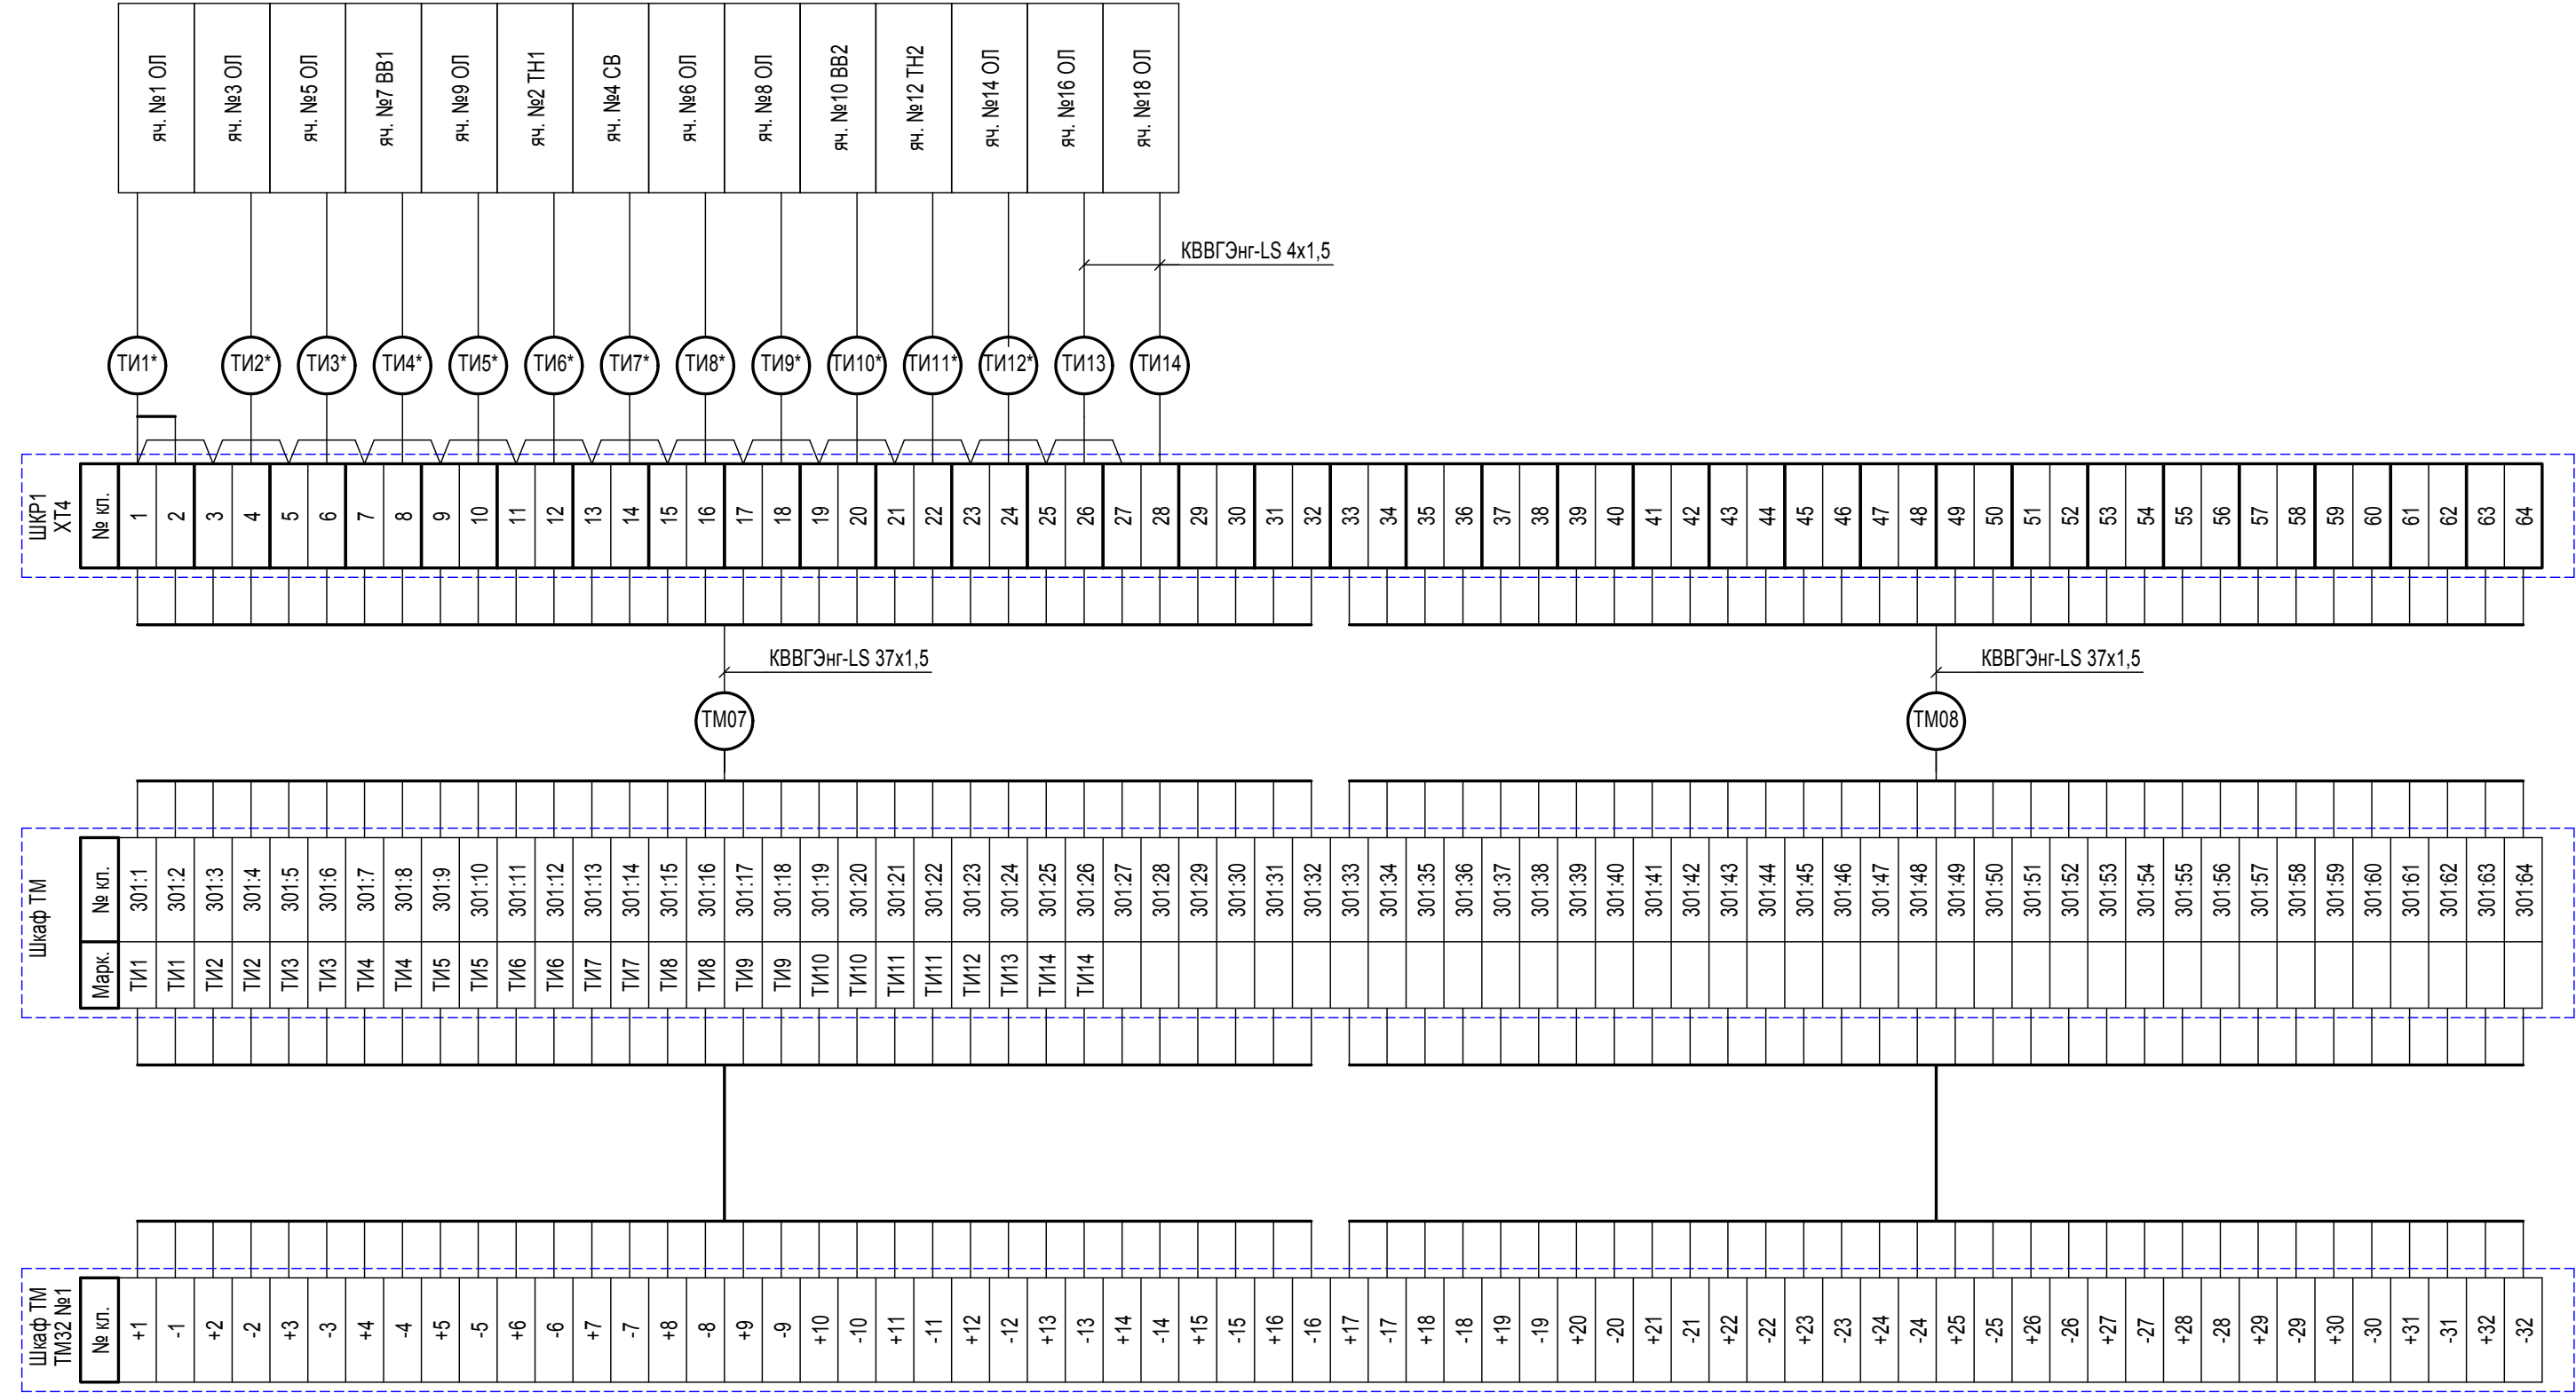 яч. №1 ОЛ
яч. №3 ОЛ
яч. №5 ОЛ
яч. №7 ВВ1
яч. №9 ОЛ
яч. №2 ТН1
яч. №4 СВ
яч. №6 ОЛ
яч. №8 ОЛ
яч. №10 ВВ2
яч. №12 ТН2
яч. №14 ОЛ
яч. №16 ОЛ
яч. №18 ОЛ
КВВГЭнг-LS 4x1,5
ТИ1* ТИ2* ТИ3* ТИ4* ТИ5* ТИ6* ТИ7* ТИ8* ТИ9* ТИ10* ТИ11* ТИ12* ТИ13 ТИ14
ШКР1
ХТ4
№ кл. 1 2 3 4 5 6 7 8 9 10 11 12 13 14 15 16 17 18 19 20 21 22 23 24 25 26 27 28 29 30 31 32 33 34 35 36 37 38 39 40 41 42 43 44 45 46 47 48 49 50 51 52 53 54 55 56 57 58 59 60 61 62 63 64
КВВГЭнг-LS 37x1,5 КВВГЭнг-LS 37x1,5
ТМ07 ТМ08
Шкаф ТМ
№ кл. 301:1 301:2 301:3 301:4 301:5 301:6 301:7 301:8 301:9 301:10 301:11 301:12 301:13 301:14 301:15 301:16 301:17 301:18 301:19 301:20 301:21 301:22 301:23 301:24 301:25 301:26 301:27 301:28 301:29 301:30 301:31 301:32 301:33 301:34 301:35 301:36 301:37 301:38 301:39 301:40 301:41 301:42 301:43 301:44 301:45 301:46 301:47 301:48 301:49 301:50 301:51 301:52 301:53 301:54 301:55 301:56 301:57 301:58 301:59 301:60 301:61 301:62 301:63 301:64
Марк. ТИ1 ТИ1 ТИ2 ТИ2 ТИ3 ТИ3 ТИ4 ТИ4 ТИ5 ТИ5 ТИ6 ТИ6 ТИ7 ТИ7 ТИ8 ТИ8 ТИ9 ТИ9 ТИ10 ТИ10 ТИ11 ТИ11 ТИ12 ТИ13 ТИ14 ТИ14
Шкаф ТМ
ТМ32 №1
№ кл. +1 -1 +2 -2 +3 -3 +4 -4 +5 -5 +6 -6 +7 -7 +8 -8 +9 -9 +10 -10 +11 -11 +12 -12 +13 -13 +14 -14 +15 -15 +16 -16 +17 -17 +18 -18 +19 -19 +20 -20 +21 -21 +22 -22 +23 -23 +24 -24 +25 -25 +26 -26 +27 -27 +28 -28 +29 -29 +30 -30 +31 -31 +32 -32